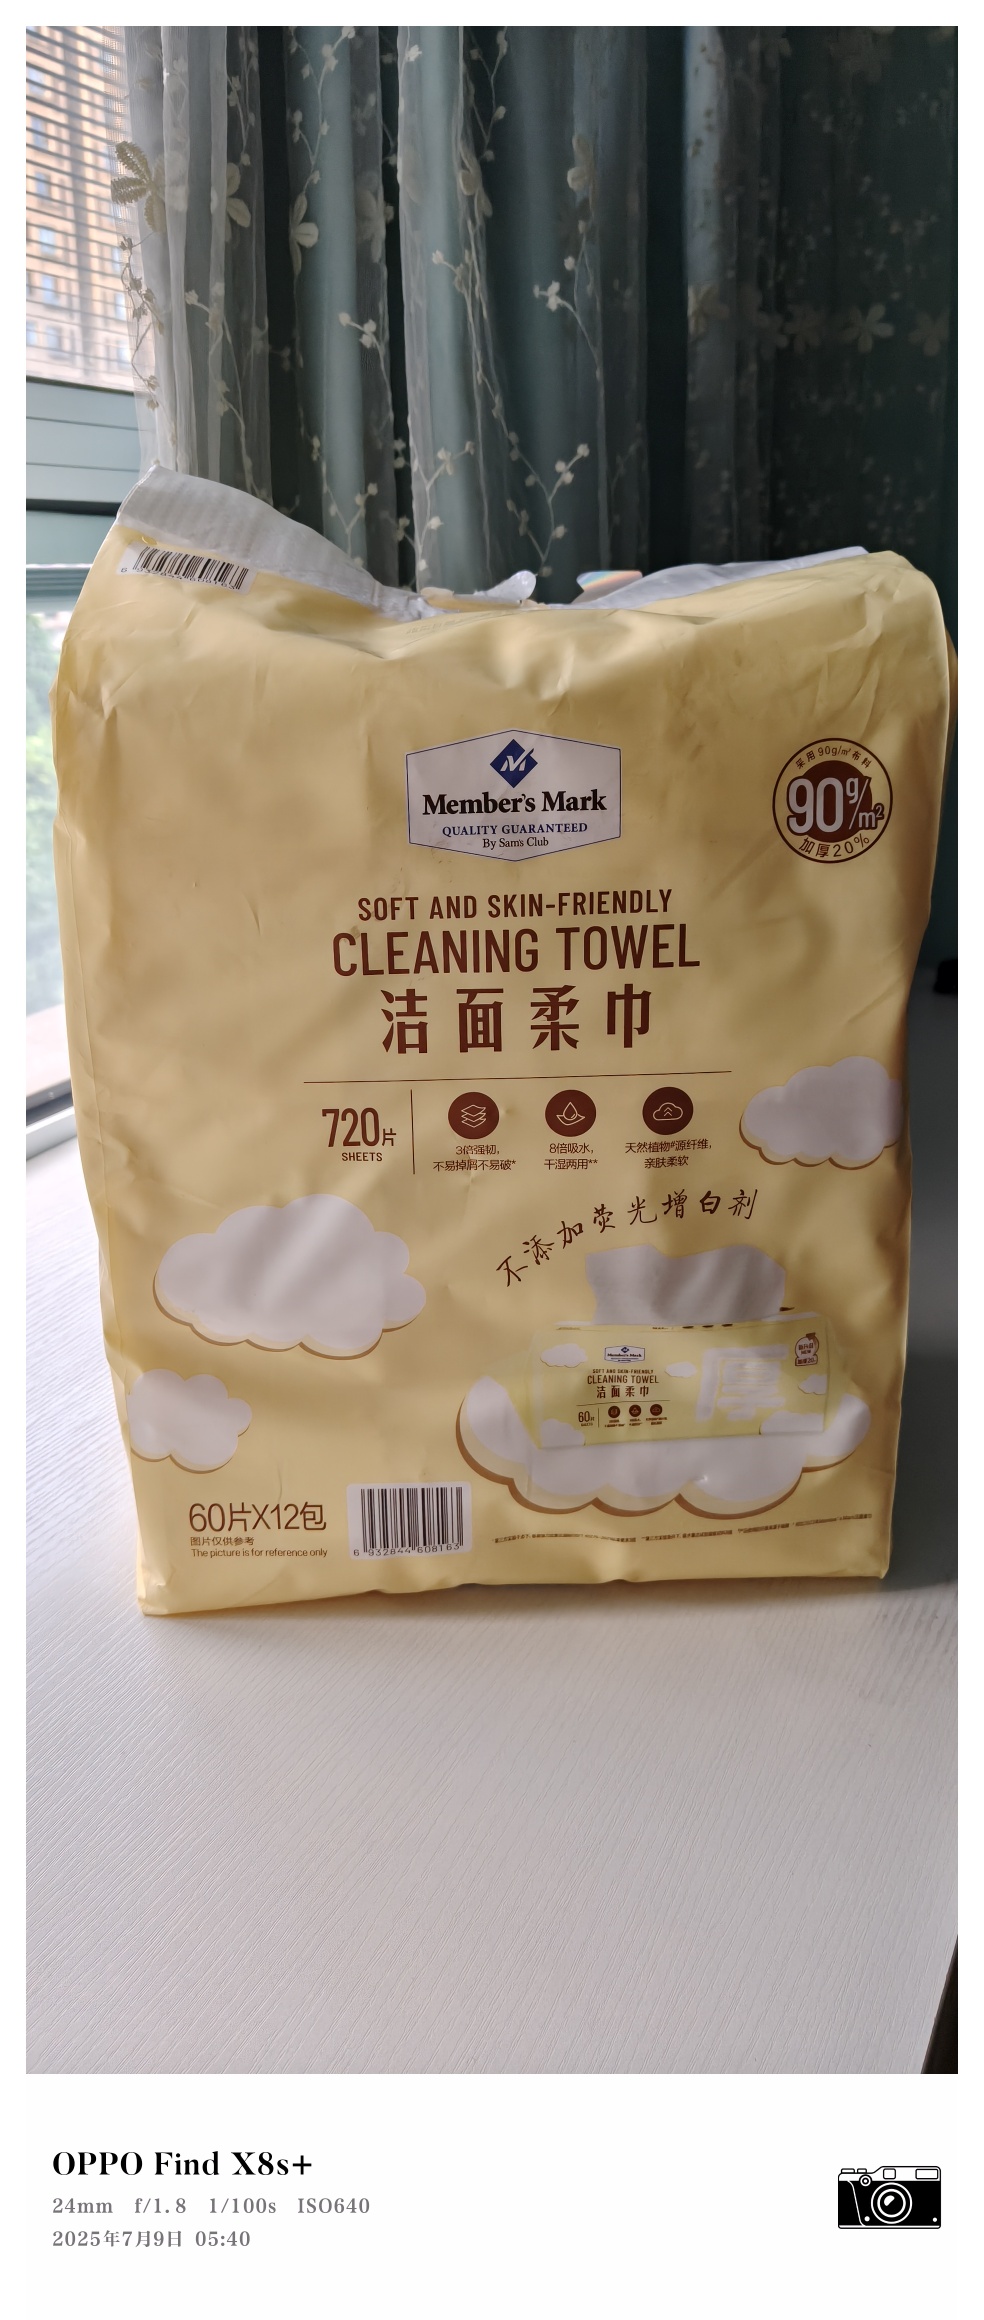 Member's Mark
QUALITY GUARANTEED
By Sam's Club
采用90g/㎡布料
90g/m²
加厚20%
SOFT AND SKIN-FRIENDLY
CLEANING TOWEL
洁面柔巾
720片
SHEETS
3倍强韧,
不易掉屑不易破*
8倍吸水,
干湿两用**
天然植物#源纤维,
亲肤柔软
不添加荧光增白剂
Member's Mark
SOFT AND SKIN-FRIENDLY
CLEANING TOWEL
洁面柔巾
厚
60片
60片X12包
图片仅供参考
The picture is for reference only
6 932844 608163
OPPO Find X8s+
24mm f/1.8 1/100s ISO640
2025年7月9日 05:40